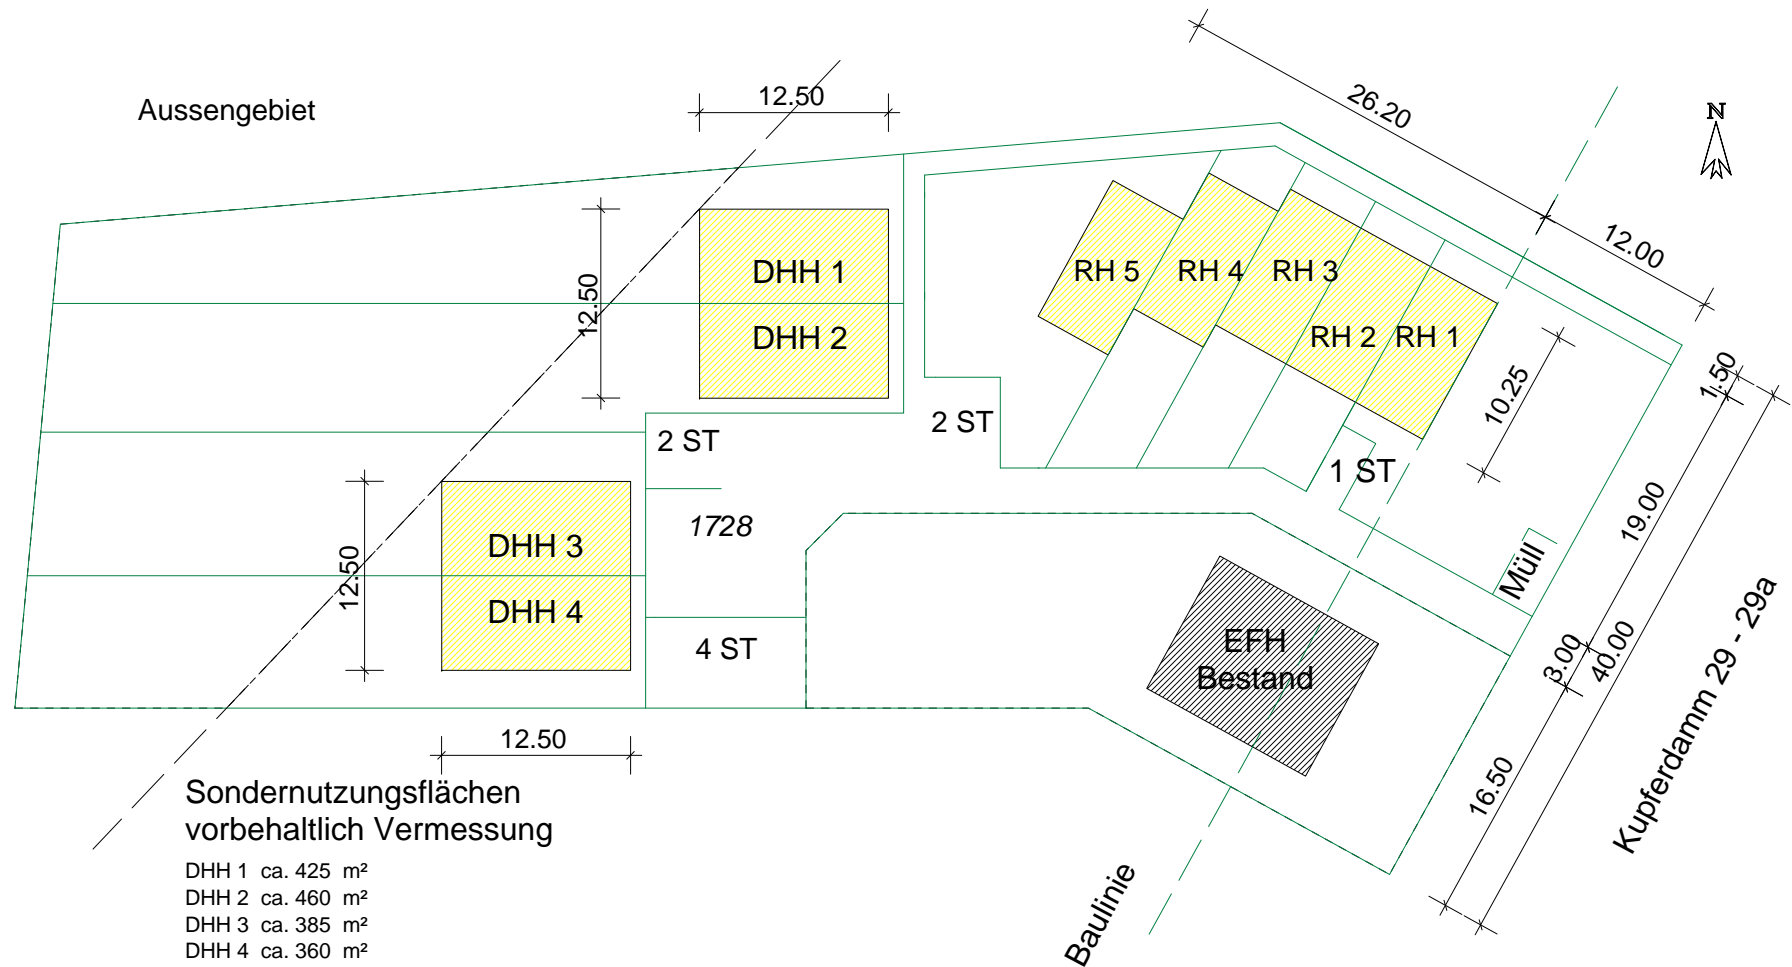 Aussengebiet
12.50
26.20
N
12.00
12.50
DHH 1
DHH 2
RH 5
RH 4
RH 3
RH 2
RH 1
10.25
1.50
2 ST
2 ST
1 ST
19.00
12.50
DHH 3
DHH 4
1728
4 ST
Müll
EFH
Bestand
3.00
40.00
16.50
Kupferdamm 29 - 29a
12.50
Baulinie
Sondernutzungsflächen
vorbehaltlich Vermessung
DHH 1 ca. 425 m²
DHH 2 ca. 460 m²
DHH 3 ca. 385 m²
DHH 4 ca. 360 m²